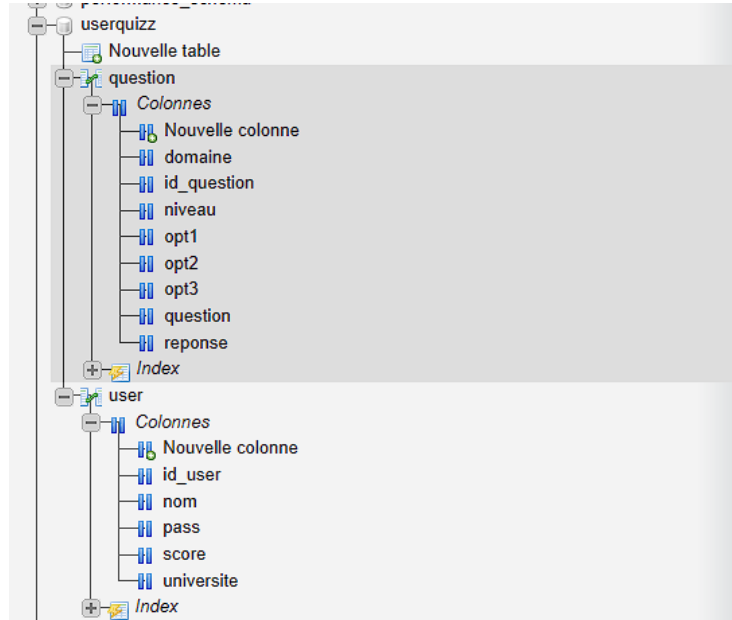 performance_schema
userquizz
Nouvelle table
question
Colonnes
Nouvelle colonne
domaine
id_question
niveau
opt1
opt2
opt3
question
reponse
Index
user
Colonnes
Nouvelle colonne
id_user
nom
pass
score
universite
Index